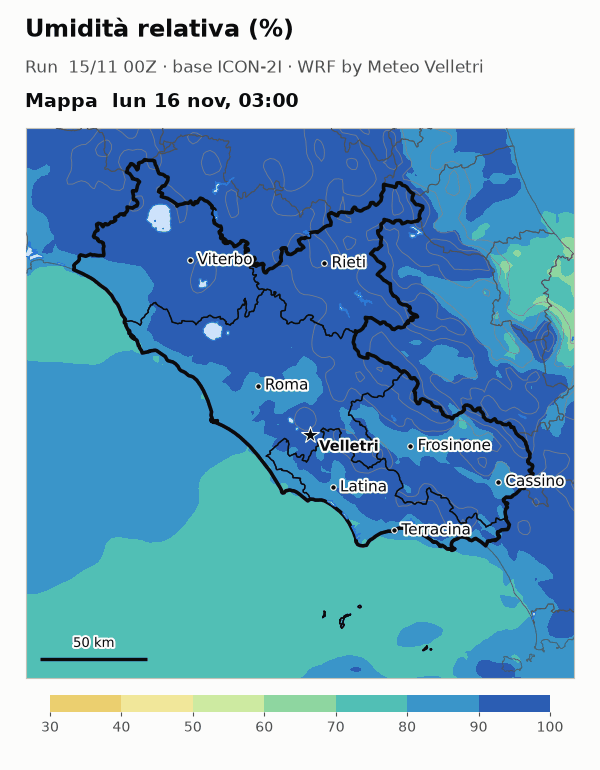 Umidità relativa (%)
Run  15/11 00Z · base ICON-2I · WRF by Meteo Velletri
Mappa  lun 16 nov, 03:00
Viterbo
Rieti
Roma
Velletri
Frosinone
Latina
Cassino
Terracina
50 km
30 40 50 60 70 80 90 100